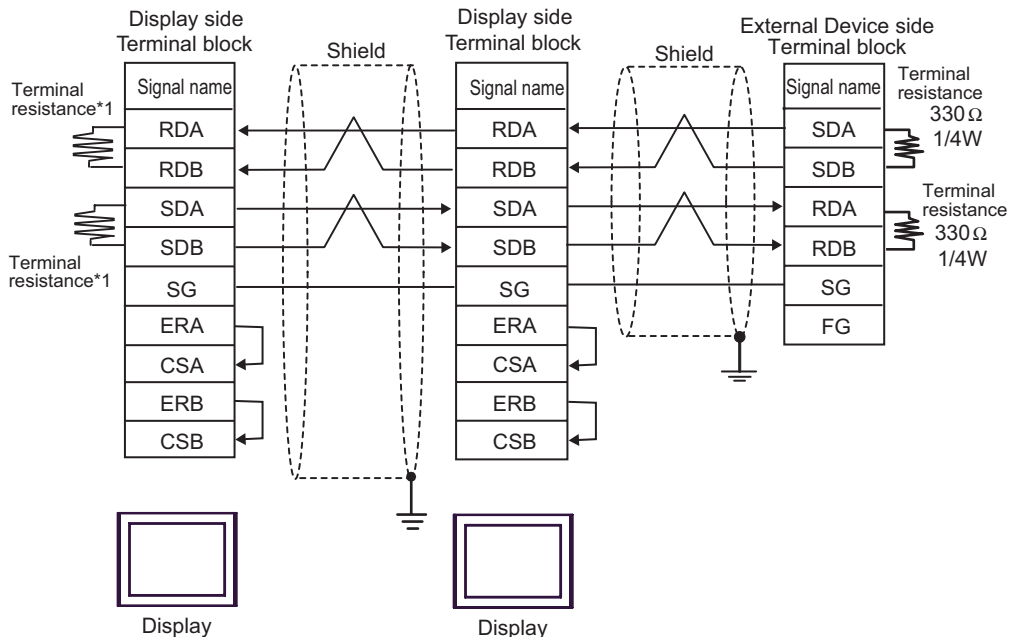 Display side
Terminal block
Display side
Terminal block
External Device side
Terminal block
Shield
Shield
Terminal
resistance*1
Terminal
resistance*1
Signal name
RDA
RDB
SDA
SDB
SG
ERA
CSA
ERB
CSB
Signal name
RDA
RDB
SDA
SDB
SG
ERA
CSA
ERB
CSB
Signal name
SDA
SDB
RDA
RDB
SG
FG
Terminal
resistance
330Ω
1/4W
Terminal
resistance
330Ω
1/4W
Display
Display